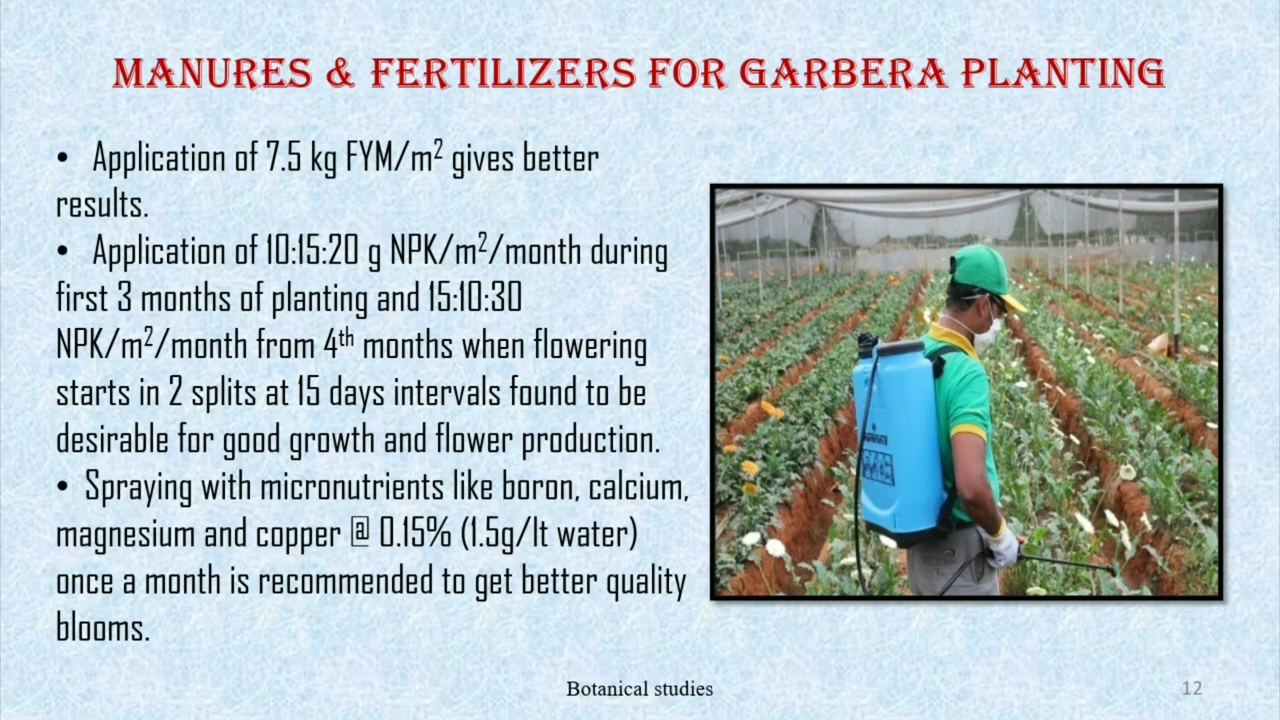 MANURES & FERTILIZERS FOR GARBERA PLANTING
• Application of 7.5 kg FYM/m² gives better
results.
• Application of 10:15:20 g NPK/m²/month during
first 3 months of planting and 15:10:30
NPK/m²/month from 4th months when flowering
starts in 2 splits at 15 days intervals found to be
desirable for good growth and flower production.
• Spraying with micronutrients like boron, calcium,
magnesium and copper @ 0.15% (1.5g/lt water)
once a month is recommended to get better quality
blooms.
Botanical studies
12